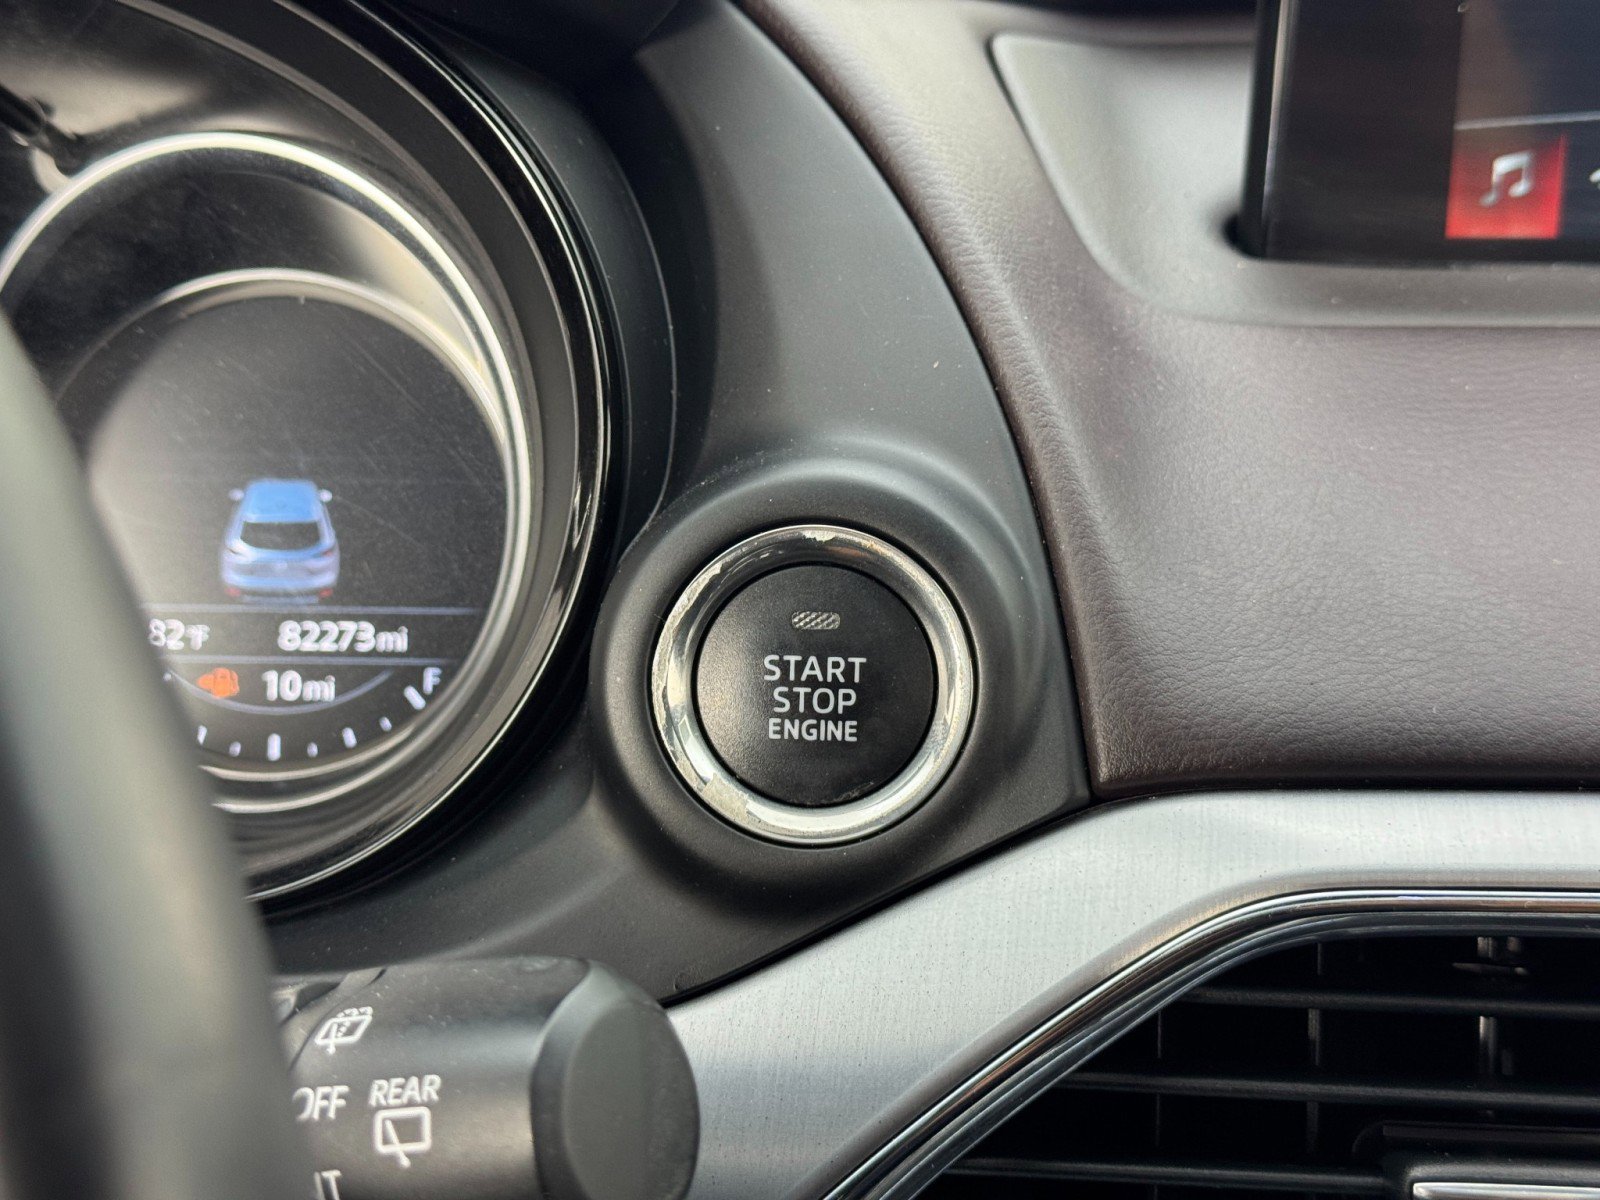 82°F 82273mi
10mi F
START
STOP
ENGINE
OFF REAR